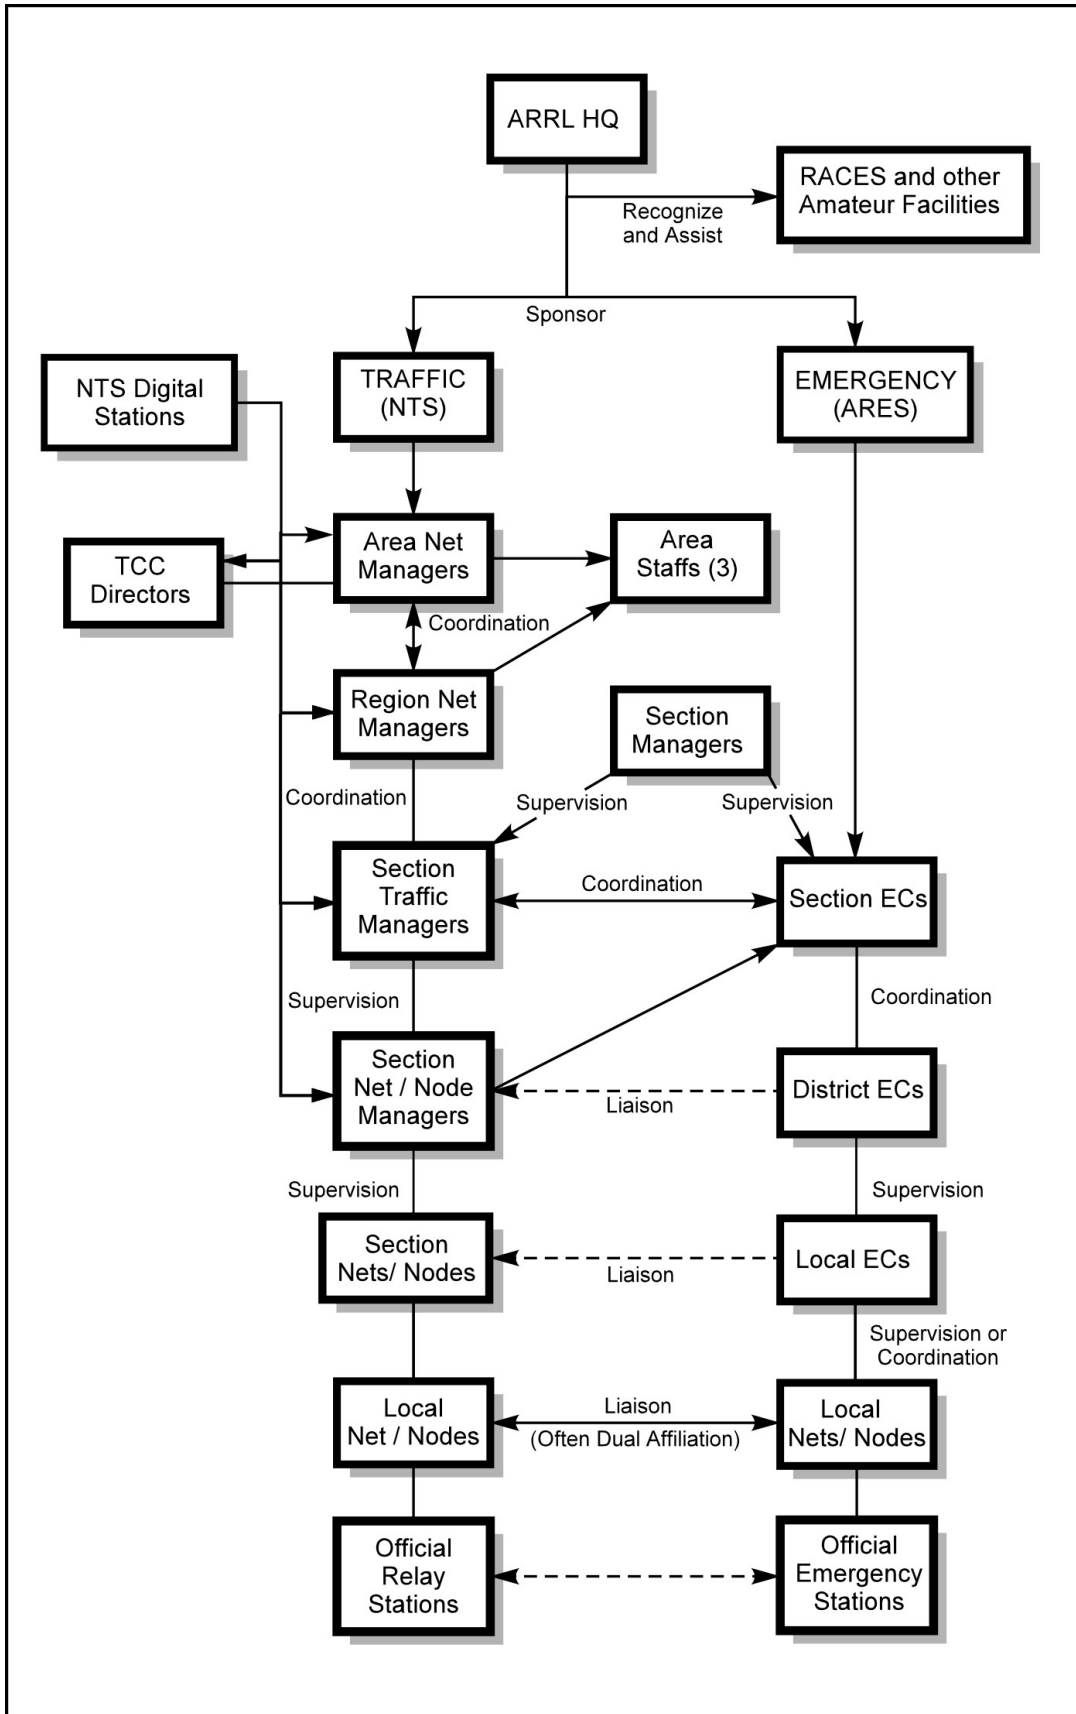 ARRL HQ
RACES and other
Amateur Facilities
Recognize
and Assist
Sponsor
NTS Digital
Stations
TRAFFIC
(NTS)
EMERGENCY
(ARES)
TCC
Directors
Area Net
Managers
Area
Staffs (3)
Coordination
Region Net
Managers
Section
Managers
Coordination
Supervision
Supervision
Section
Traffic
Managers
Coordination
Section ECs
Supervision
Coordination
Section
Net / Node
Managers
Liaison
District ECs
Supervision
Supervision
Section
Nets/ Nodes
Liaison
Local ECs
Supervision or
Coordination
Local
Net / Nodes
Liaison
(Often Dual Affiliation)
Local
Nets/ Nodes
Official
Relay
Stations
Official
Emergency
Stations